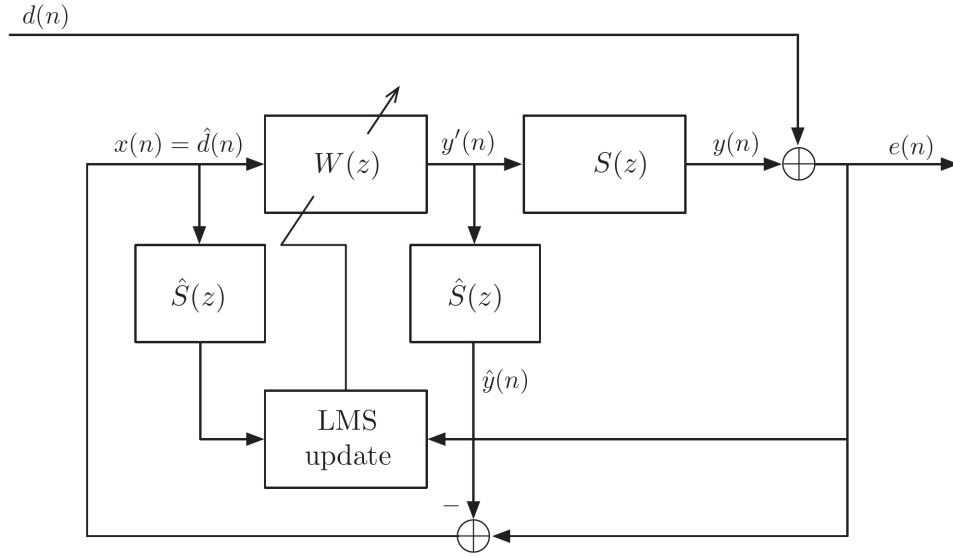 d(n)
x(n) = d̂(n)
W(z)
y′(n)
S(z)
y(n)
e(n)
Ŝ(z)
Ŝ(z)
ŷ(n)
LMS
update
−